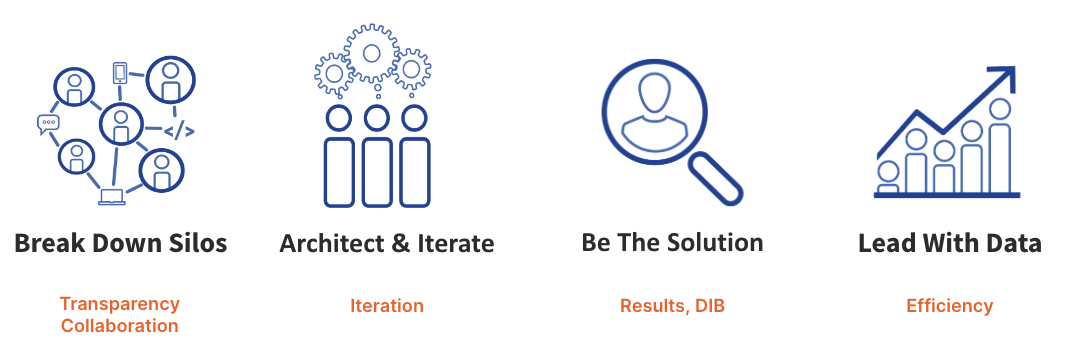 </>
Break Down Silos
Architect & Iterate
Be The Solution
Lead With Data
Transparency
Collaboration
Iteration
Results, DIB
Efficiency